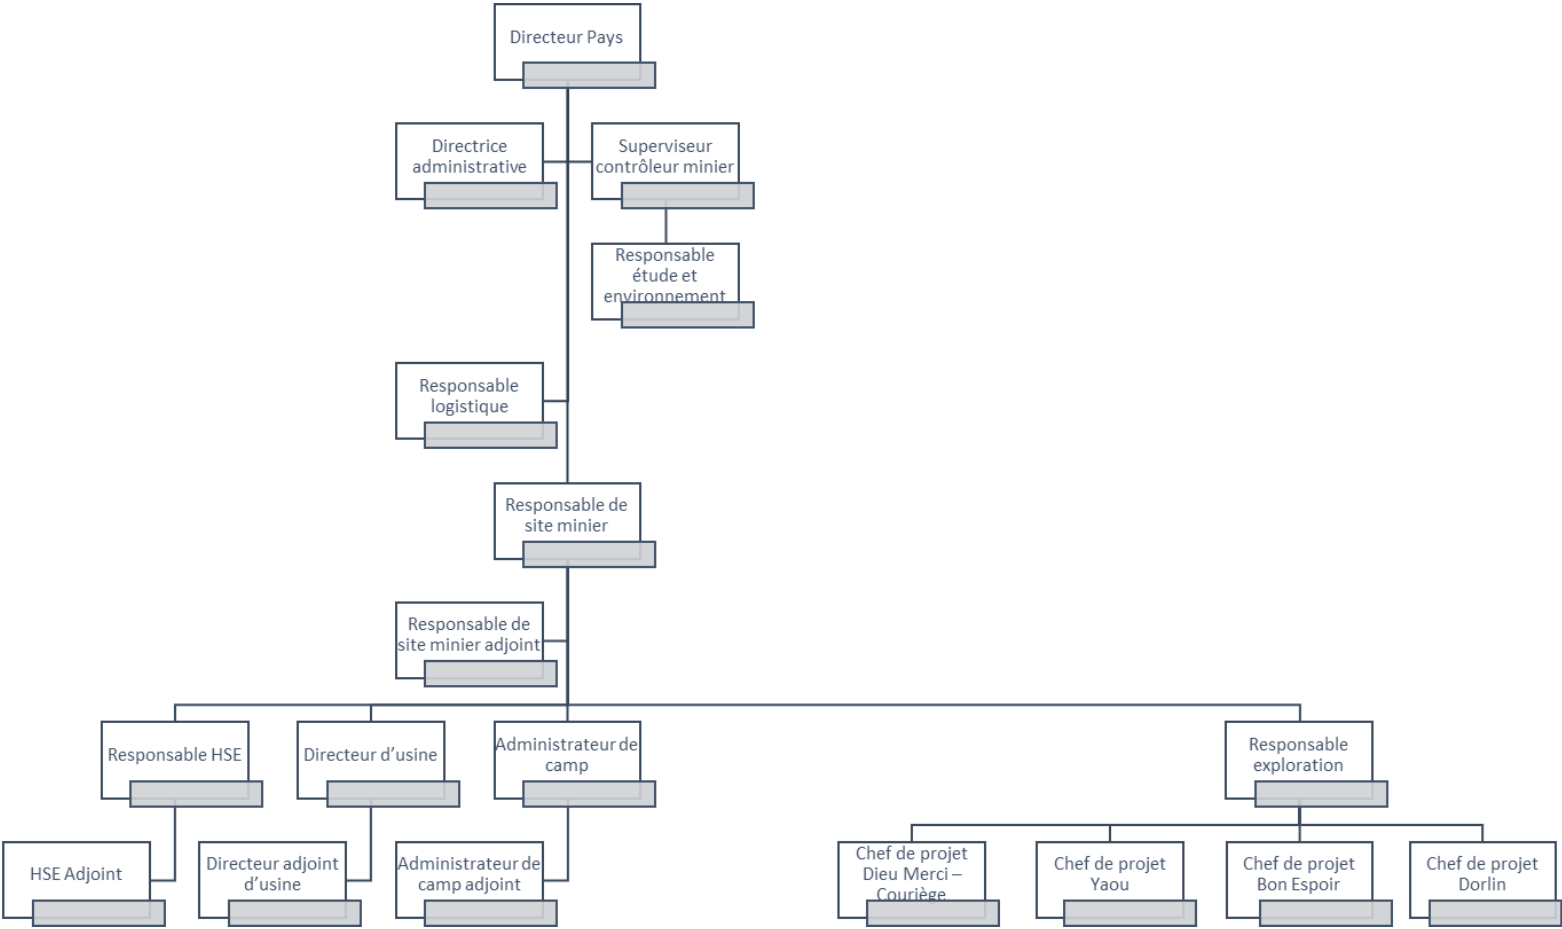 Directeur Pays
Directrice
administrative
Superviseur
contrôleur minier
Responsable
étude et
environnement
Responsable
logistique
Responsable de
site minier
Responsable de
site minier adjoint
Responsable HSE
Directeur d’usine
Administrateur de
camp
Responsable
exploration
HSE Adjoint
Directeur adjoint
d’usine
Administrateur de
camp adjoint
Chef de projet
Dieu Merci –
Couriège
Chef de projet
Yaou
Chef de projet
Bon Espoir
Chef de projet
Dorlin